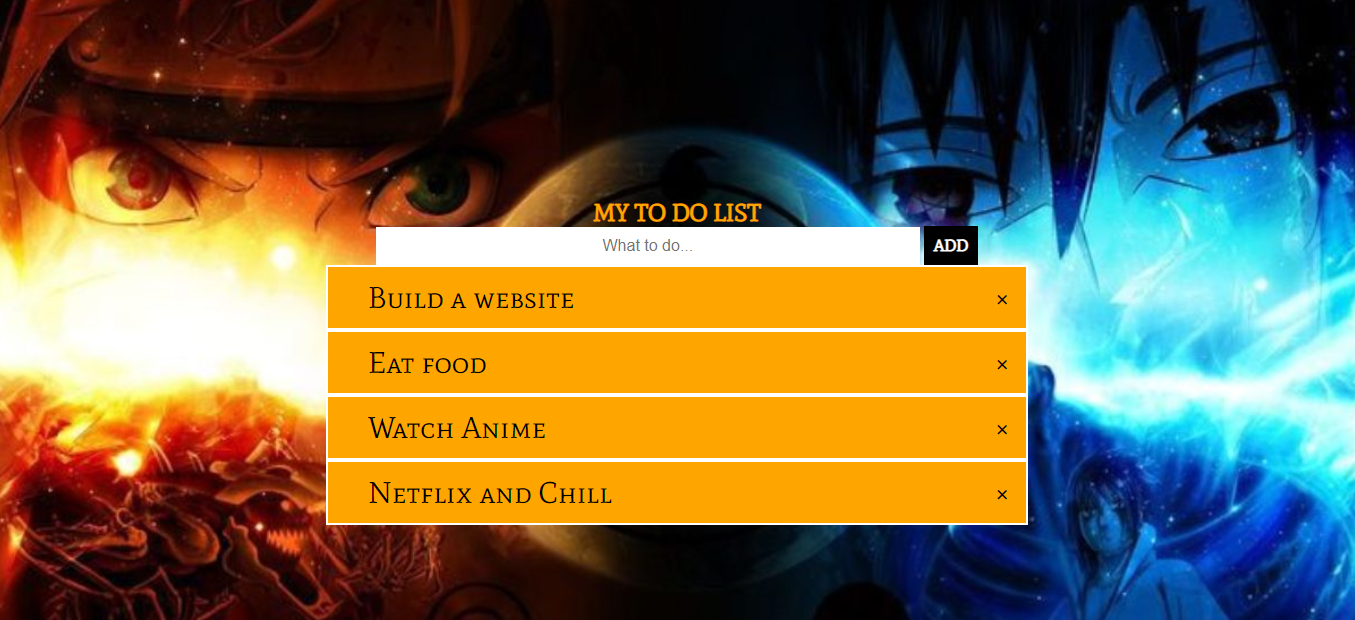 MY TO DO LIST
What to do...
ADD
Build a website ×
Eat food ×
Watch Anime ×
Netflix and Chill ×